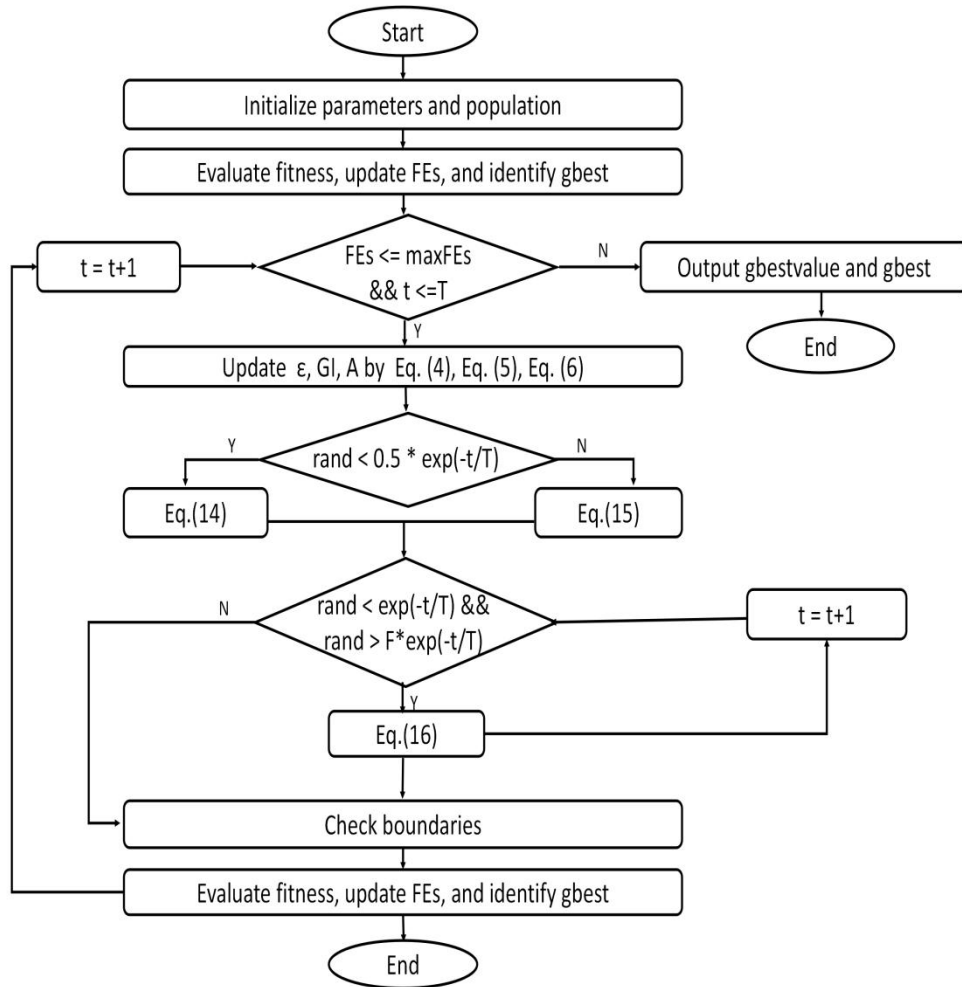 Start
Initialize parameters and population
Evaluate fitness, update FEs, and identify gbest
t = t+1
FEs <= maxFEs
&& t <=T
N
Output gbestvalue and gbest
Y
End
Update ε, GI, A by Eq. (4), Eq. (5), Eq. (6)
Y
rand < 0.5 * exp(-t/T)
N
Eq.(14)
Eq.(15)
N
rand < exp(-t/T) &&
rand > F*exp(-t/T)
t = t+1
Y
Eq.(16)
Check boundaries
Evaluate fitness, update FEs, and identify gbest
End